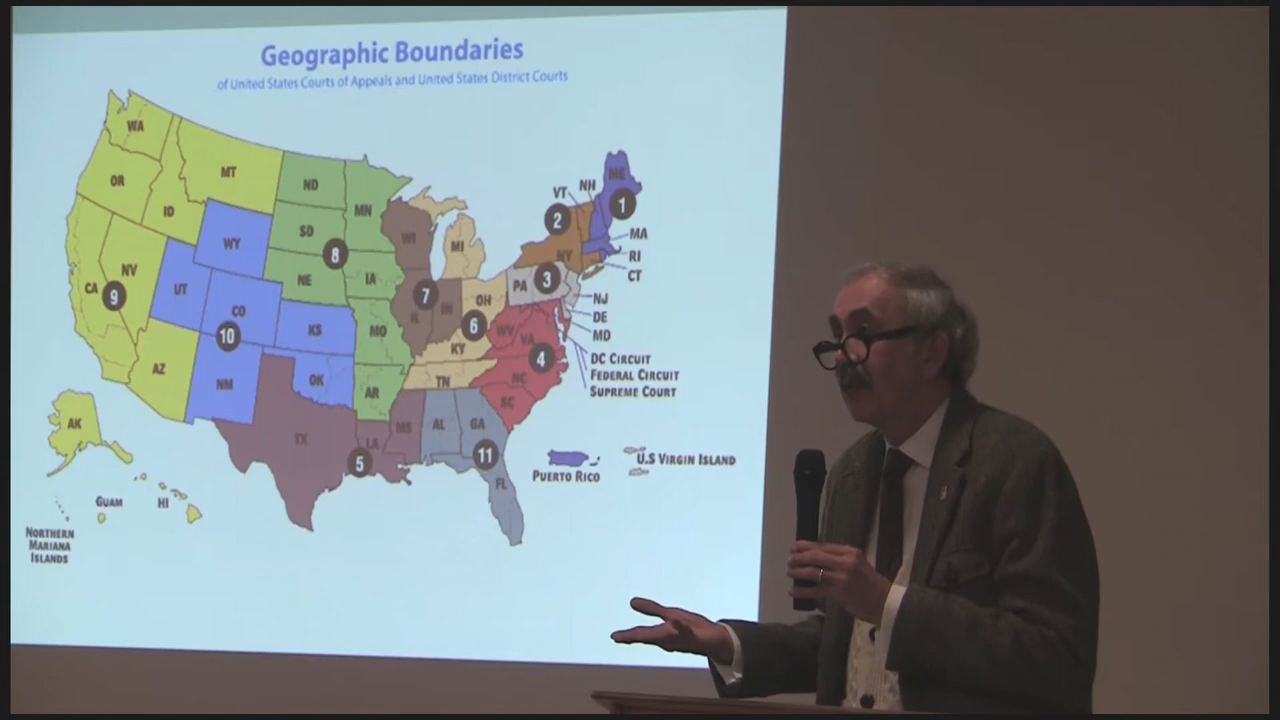 Geographic Boundaries
of United States Courts of Appeals and United States District Courts
WA
MT
ND
ME
OR
MN
NH
VT
1
ID
SD
2
WY
WI
MI
MA
8
NY
RI
NV
NE
IA
3
CT
CA
9
UT
7
PA
CO
OH
NJ
IL
IN
6
DE
10
KS
MO
WV
VA
MD
KY
4
DC CIRCUIT
AZ
FEDERAL CIRCUIT
NM
OK
TN
NC
SUPREME COURT
AR
SC
AK
MS
AL
GA
TX
LA
11
5
U.S VIRGIN ISLAND
FL
PUERTO RICO
GUAM
HI
NORTHERN
MARIANA
ISLANDS